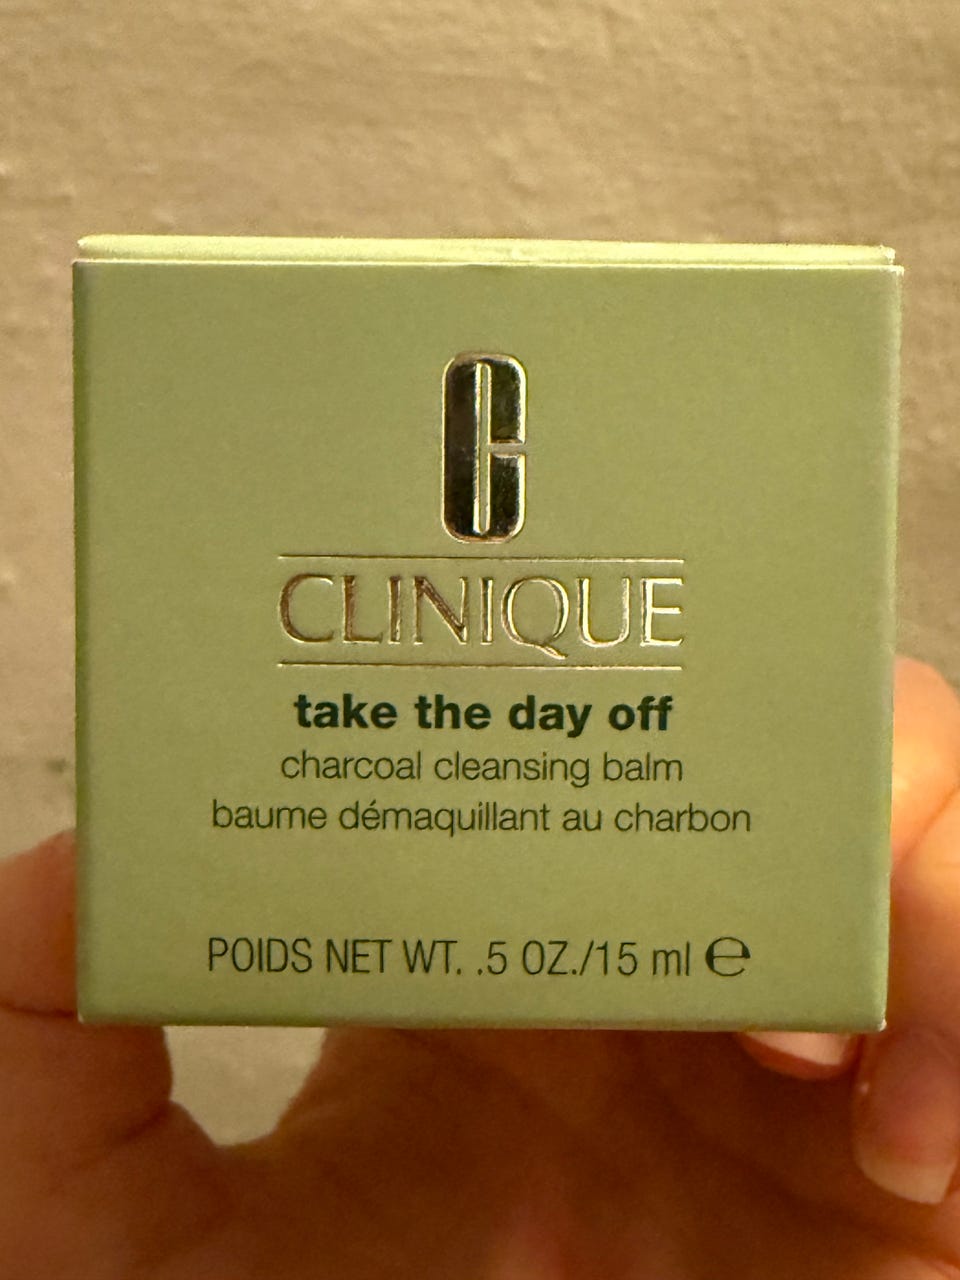 C
CLINIQUE
take the day off
charcoal cleansing balm
baume démaquillant au charbon
POIDS NET WT. .5 OZ./15 ml ℮